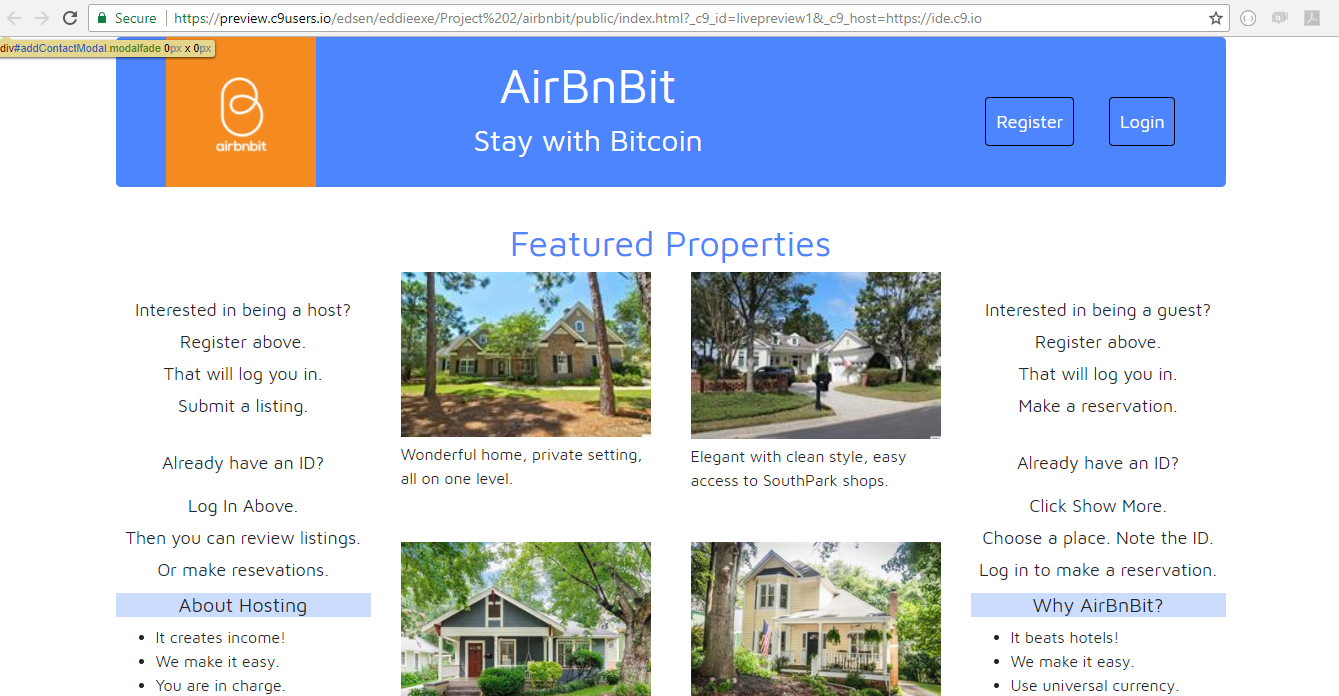 Secure
https://preview.c9users.io/edsen/eddieexe/Project%202/airbnbit/public/index.html?_c9_id=livepreview1&_c9_host=https://ide.c9.io
div#addContactModal.modalfade 0px x 0px
airbnbit
AirBnBit
Stay with Bitcoin
Register
Login
Featured Properties
Interested in being a host?
Register above.
That will log you in.
Submit a listing.
Already have an ID?
Log In Above.
Then you can review listings.
Or make resevations.
About Hosting
It creates income!
We make it easy.
You are in charge.
Wonderful home, private setting,
all on one level.
Elegant with clean style, easy
access to SouthPark shops.
Interested in being a guest?
Register above.
That will log you in.
Make a reservation.
Already have an ID?
Click Show More.
Choose a place. Note the ID.
Log in to make a reservation.
Why AirBnBit?
It beats hotels!
We make it easy.
Use universal currency.